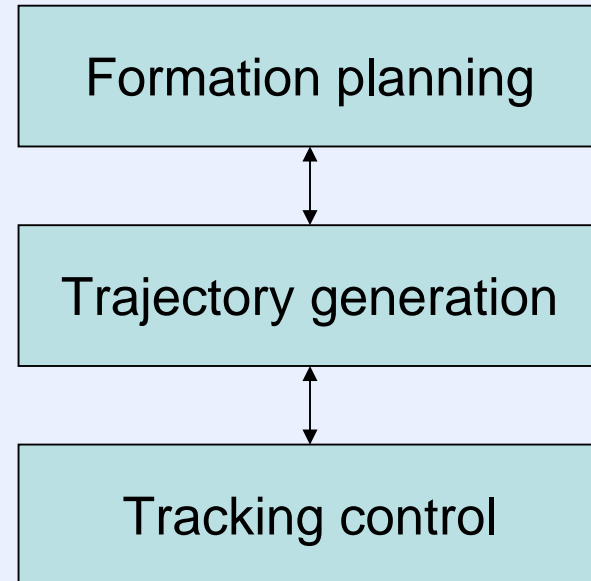 Formation planning
Trajectory generation
Tracking control